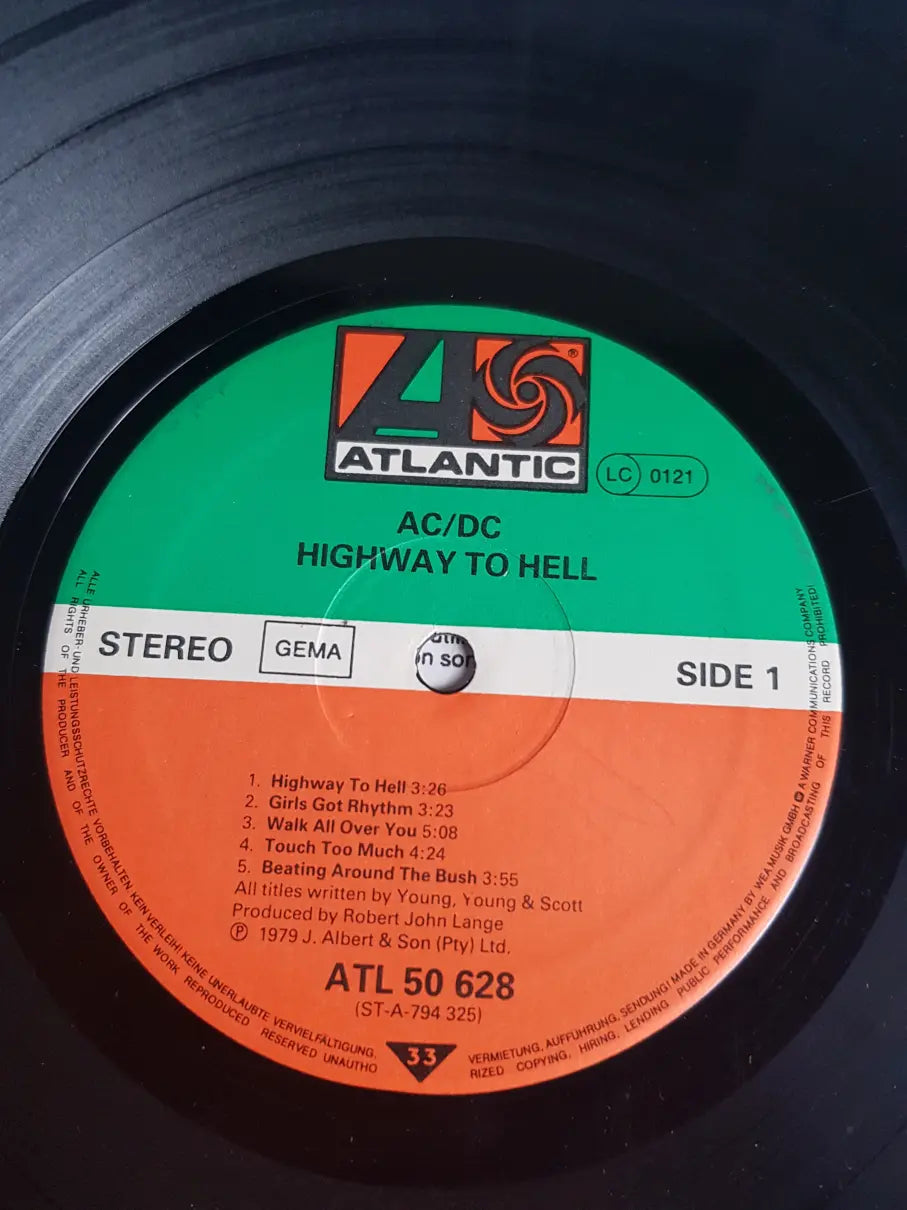 ATLANTIC
®
LC 0121
AC/DC
HIGHWAY TO HELL
STEREO
GEMA
n sor
SIDE 1
1. Highway To Hell 3:26
2. Girls Got Rhythm 3:23
3. Walk All Over You 5:08
4. Touch Too Much 4:24
5. Beating Around The Bush 3:55
All titles written by Young, Young & Scott
Produced by Robert John Lange
℗ 1979 J. Albert & Son (Pty) Ltd.
ATL 50 628
(ST-A-794 325)
33
ALLE URHEBER- UND LEISTUNGSSCHUTZRECHTE VORBEHALTEN KEIN VERLEIH! KEINE UNERLAUBTE VERVIELFÄLTIGUNG,
VERMIETUNG, AUFFÜHRUNG, SENDUNG! MADE IN GERMANY BY WEA MUSIK GMBH A WARNER COMMUNICATIONS COMPANY
ALL RIGHTS OF THE PRODUCER AND OF THE OWNER OF THE WORK REPRODUCED RESERVED UNAUTHO
RIZED COPYING, HIRING, LENDING, PUBLIC PERFORMANCE AND BROADCASTING OF THIS RECORD PROHIBITED!